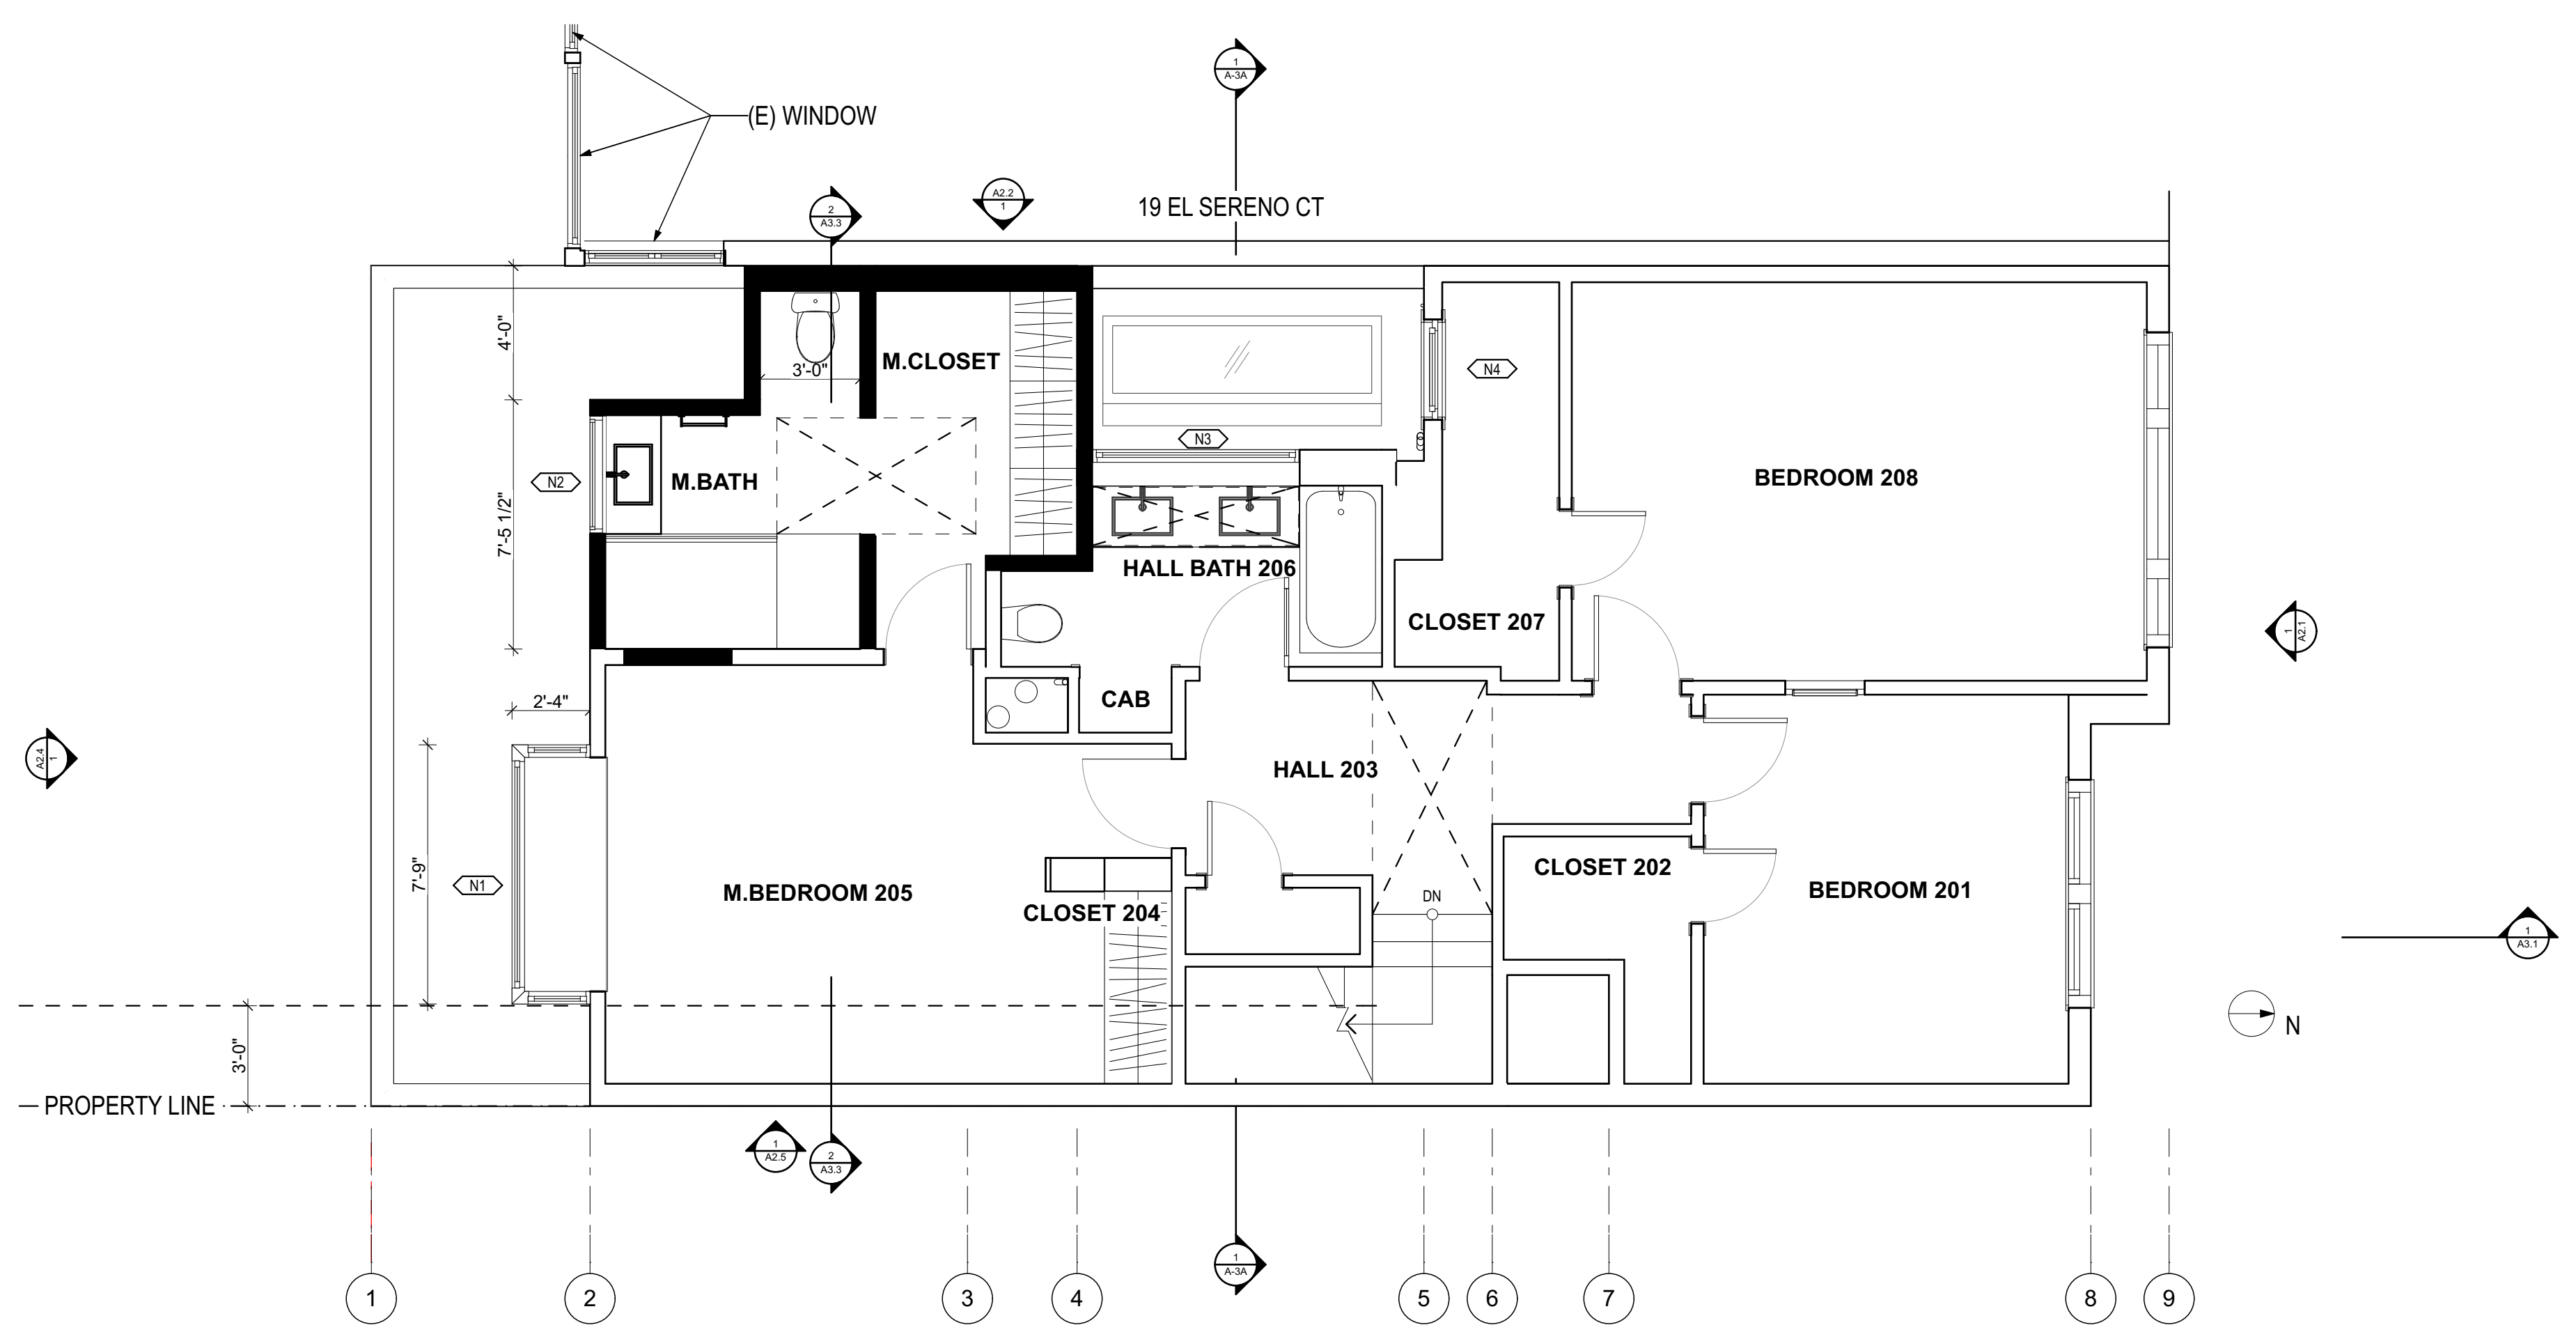 (E) WINDOW
1
A-3A
A2.2
1
2
A3.3
19 EL SERENO CT
4'-0"
3'-0"
M.CLOSET
N4
N3
7'-5 1/2"
N2
M.BATH
BEDROOM 208
HALL BATH 206
CLOSET 207
1
A2.1
2'-4"
CAB
A2.4
1
HALL 203
7'-9"
N1
M.BEDROOM 205
CLOSET 204
DN
CLOSET 202
BEDROOM 201
1
A3.1
N
3'-0"
PROPERTY LINE
1
A2.5
2
A3.3
1
A-3A
1
2
3
4
5
6
7
8
9